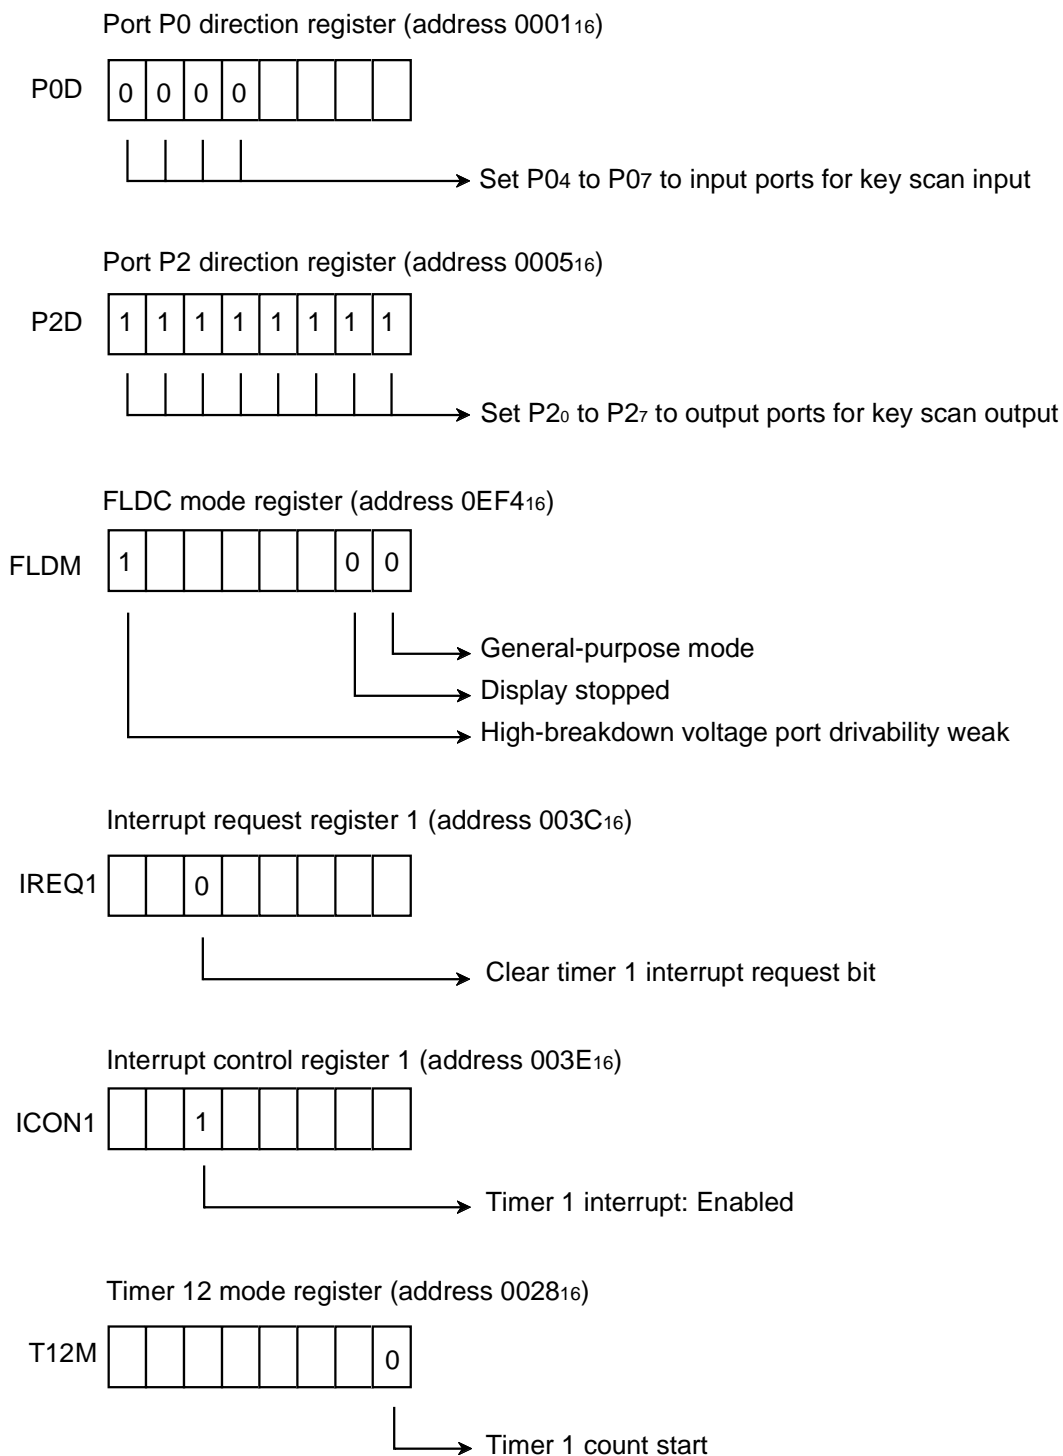 Port P0 direction register (address 0001₁₆)
P0D 0 0 0 0
Set P0₄ to P0₇ to input ports for key scan input
Port P2 direction register (address 0005₁₆)
P2D 1 1 1 1 1 1 1 1
Set P2₀ to P2₇ to output ports for key scan output
FLDC mode register (address 0EF4₁₆)
FLDM 1 0 0
General-purpose mode
Display stopped
High-breakdown voltage port drivability weak
Interrupt request register 1 (address 003C₁₆)
IREQ1 0
Clear timer 1 interrupt request bit
Interrupt control register 1 (address 003E₁₆)
ICON1 1
Timer 1 interrupt: Enabled
Timer 12 mode register (address 0028₁₆)
T12M 0
Timer 1 count start